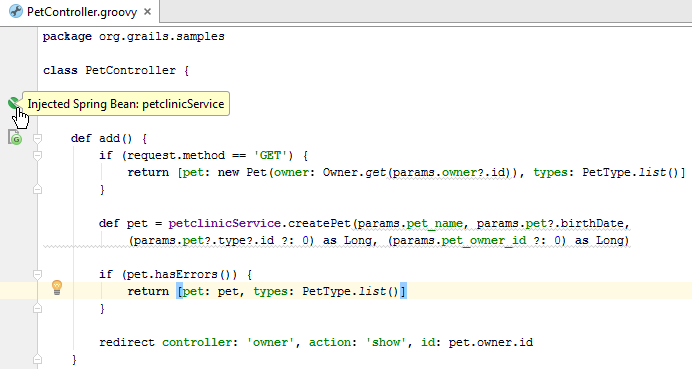 PetController.groovy ×
package org.grails.samples
class PetController {
Injected Spring Bean: petclinicService
def add() {
if (request.method == 'GET') {
return [pet: new Pet(owner: Owner.get(params.owner?.id)), types: PetType.list()]
}
def pet = petclinicService.createPet(params.pet_name, params.pet?.birthDate,
(params.pet?.type?.id ?: 0) as Long, (params.pet_owner_id ?: 0) as Long)
if (pet.hasErrors()) {
return [pet: pet, types: PetType.list()]
}
redirect controller: 'owner', action: 'show', id: pet.owner.id
}